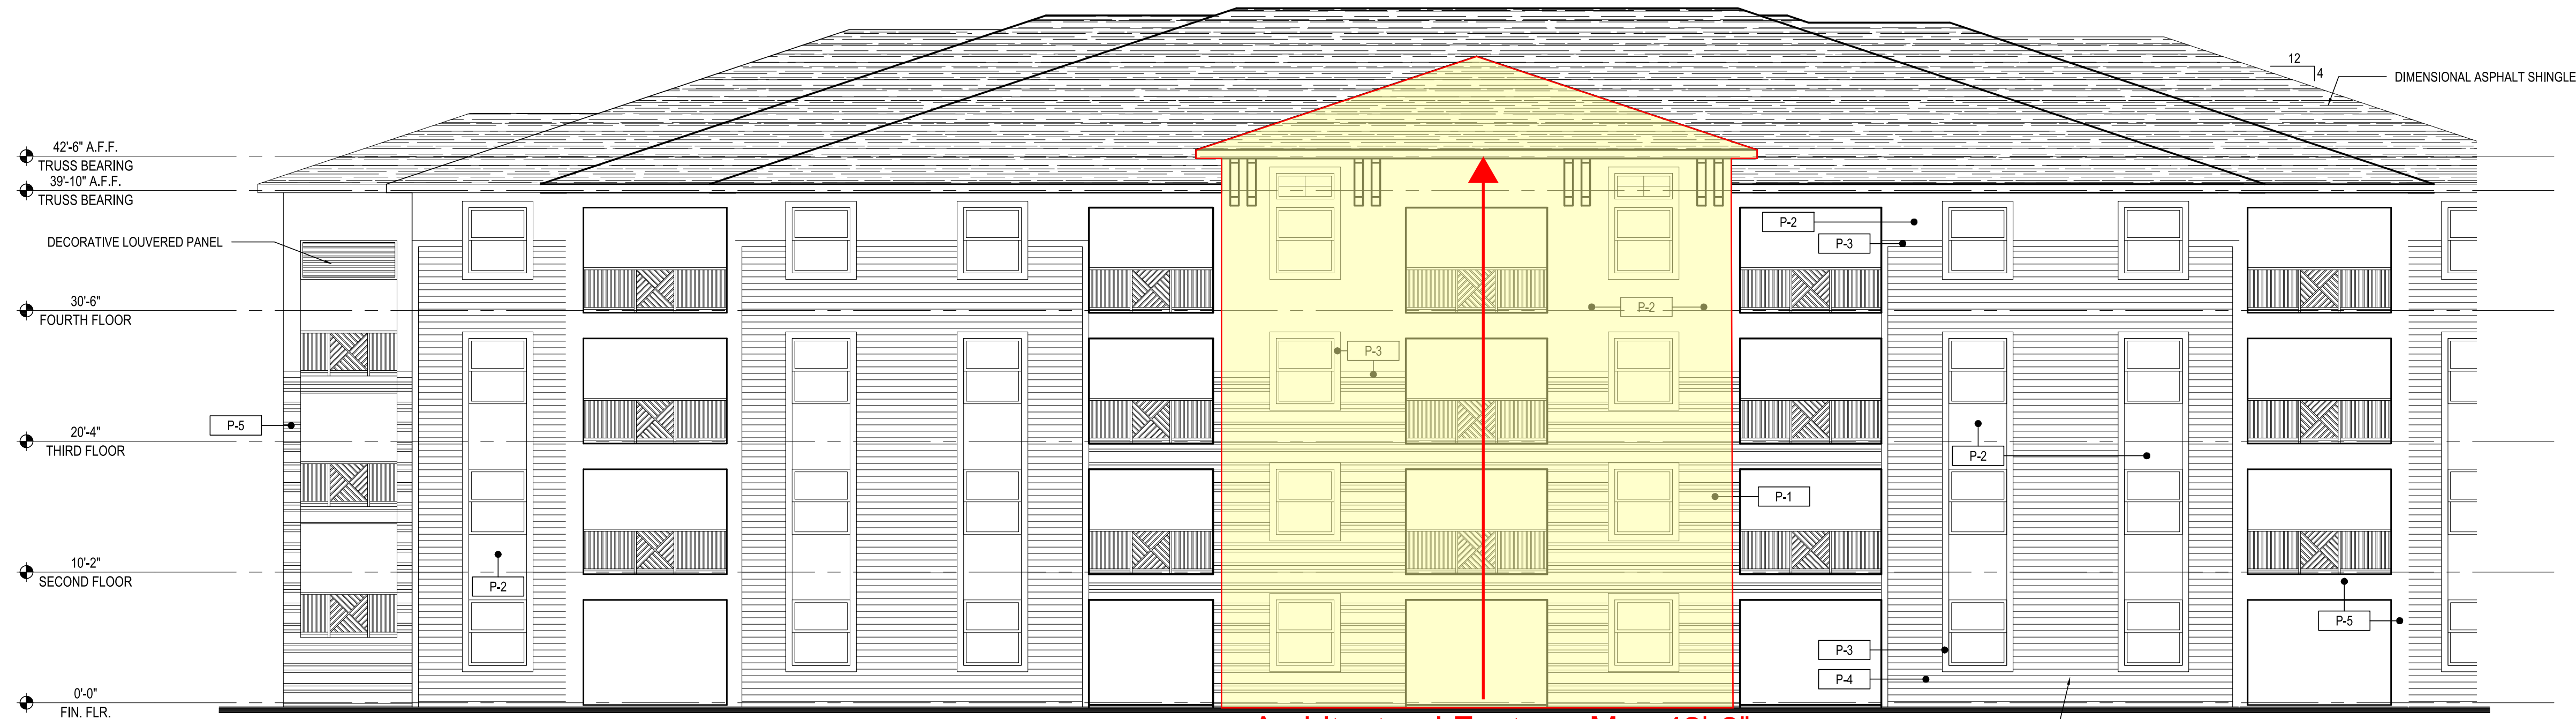 12
4
DIMENSIONAL ASPHALT SHINGLE
42'-6" A.F.F.
TRUSS BEARING
39'-10" A.F.F.
TRUSS BEARING
DECORATIVE LOUVERED PANEL
P-2
P-3
30'-6"
FOURTH FLOOR
P-2
P-3
P-5
20'-4"
THIRD FLOOR
P-2
P-1
10'-2"
SECOND FLOOR
P-2
P-5
P-3
P-4
0'-0"
FIN. FLR.